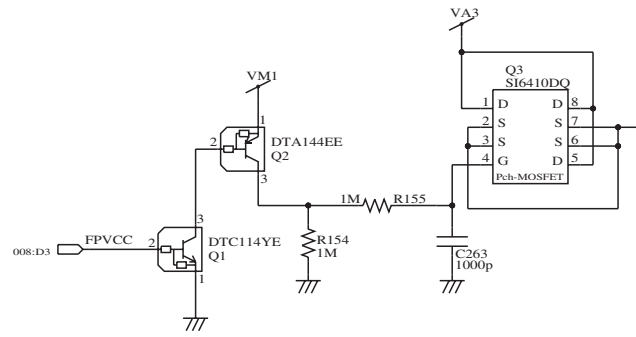 VA3
Q3
SI6410DQ
VM1
1 D D 8
2 S S 7
3 S S 6
4 G D 5
Pch-MOSFET
1
2
DTA144EE
Q2
3
1M R155
3
FPVCC
008:D3
2
DTC114YE
Q1
1
R154
1M
C263
1000p